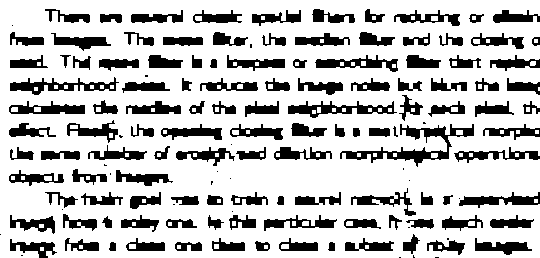 There are several classic spatial filters for reducing or elimin
from images. The mean filter, the median filter and the closing o
used. The mean filter is a lowpass or smoothing filter that replace
neighborhood mean. It reduces the image noise but blurs the imag
calculates the median of the pixel neighborhood for each pixel, th
effect. Finally, the opening closing filter is a mathematical morpho
the same number of erosion and dilation morphological operations
objects from images.
The main goal was to train a neural network in a supervised
image from a noisy one. In this particular case, it was much easier
image from a clean one than to clean a subset of noisy images.